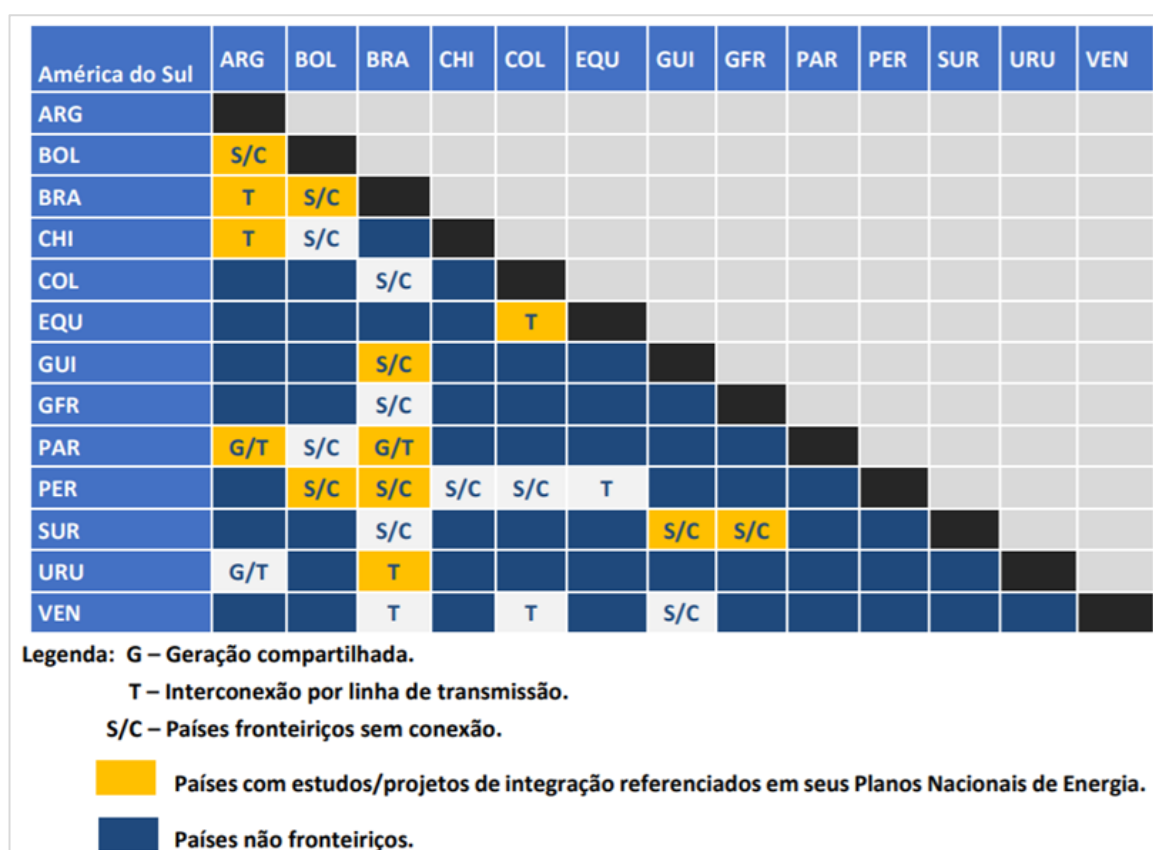 América do Sul ARG BOL BRA CHI COL EQU GUI GFR PAR PER SUR URU VEN
ARG
BOL S/C
BRA T S/C
CHI T S/C
COL S/C
EQU T
GUI S/C
GFR S/C
PAR G/T S/C G/T
PER S/C S/C S/C S/C T
SUR S/C S/C S/C
URU G/T T
VEN T T S/C
Legenda: G – Geração compartilhada.
T – Interconexão por linha de transmissão.
S/C – Países fronteiriços sem conexão.
Países com estudos/projetos de integração referenciados em seus Planos Nacionais de Energia.
Países não fronteiriços.